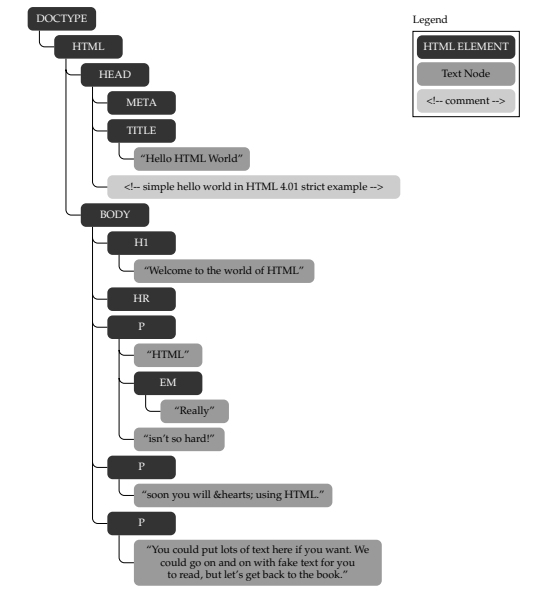 DOCTYPE
Legend
HTML
HTML ELEMENT
HEAD
Text Node
META
<!-- comment -->
TITLE
“Hello HTML World”
<!-- simple hello world in HTML 4.01 strict example -->
BODY
H1
“Welcome to the world of HTML”
HR
P
“HTML”
EM
“Really”
“isn’t so hard!”
P
“soon you will &hearts; using HTML.”
P
“You could put lots of text here if you want. We
could go on and on with fake text for you
to read, but let’s get back to the book.”